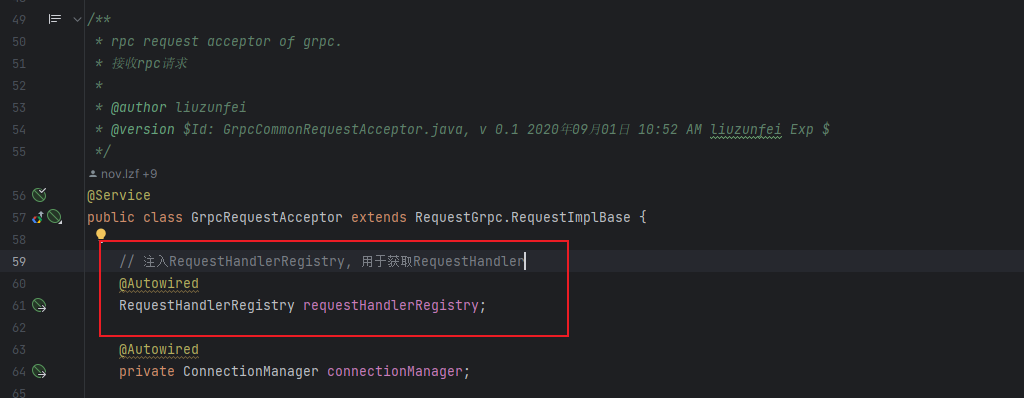 49 /**
50 * rpc request acceptor of grpc.
51 * 接收rpc请求
52 *
53 * @author liuzunfei
54 * @version $Id: GrpcCommonRequestAcceptor.java, v 0.1 2020年09月01日 10:52 AM liuzunfei Exp $
55 */
nov.lzf +9
56 @Service
57 public class GrpcRequestAcceptor extends RequestGrpc.RequestImplBase {
58
59 // 注入RequestHandlerRegistry, 用于获取RequestHandler
60 @Autowired
61 RequestHandlerRegistry requestHandlerRegistry;
62
63 @Autowired
64 private ConnectionManager connectionManager;
65